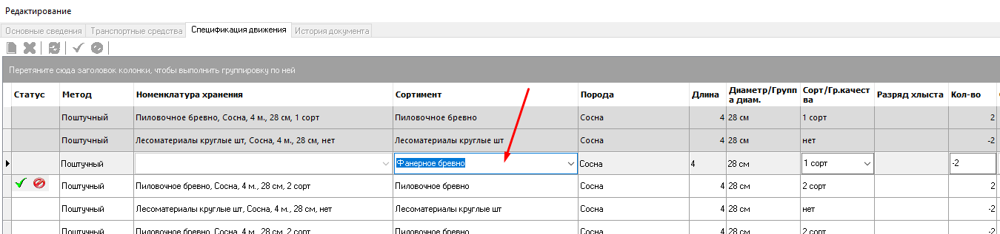 Редактирование
Основные сведения Транспортные средства Спецификация движения История документа
Перетяните сюда заголовок колонки, чтобы выполнить группировку по ней
Статус Метод Номенклатура хранения Сортимент Порода Длина Диаметр/Групп а диам. Сорт/Гр.качест ва Разряд хлыста Кол-во
Поштучный Пиловочное бревно, Сосна, 4 м., 28 см, 1 сорт Пиловочное бревно Сосна 4 28 см 1 сорт 2
Поштучный Лесоматериалы круглые шт, Сосна, 4 м., 28 см, нет Лесоматериалы круглые шт Сосна 4 28 см нет -2
Поштучный Фанерное бревно Сосна 4 28 см 1 сорт -2
Поштучный Пиловочное бревно, Сосна, 4 м., 28 см, 2 сорт Пиловочное бревно Сосна 4 28 см 2 сорт 2
Поштучный Лесоматериалы круглые шт, Сосна, 4 м., 28 см, нет Лесоматериалы круглые шт Сосна 4 28 см нет -2
Поштучный Пиловочное бревно, Сосна, 4 м., 28 см, 2 сорт Пиловочное бревно Сосна 4 28 см 2 сорт 2